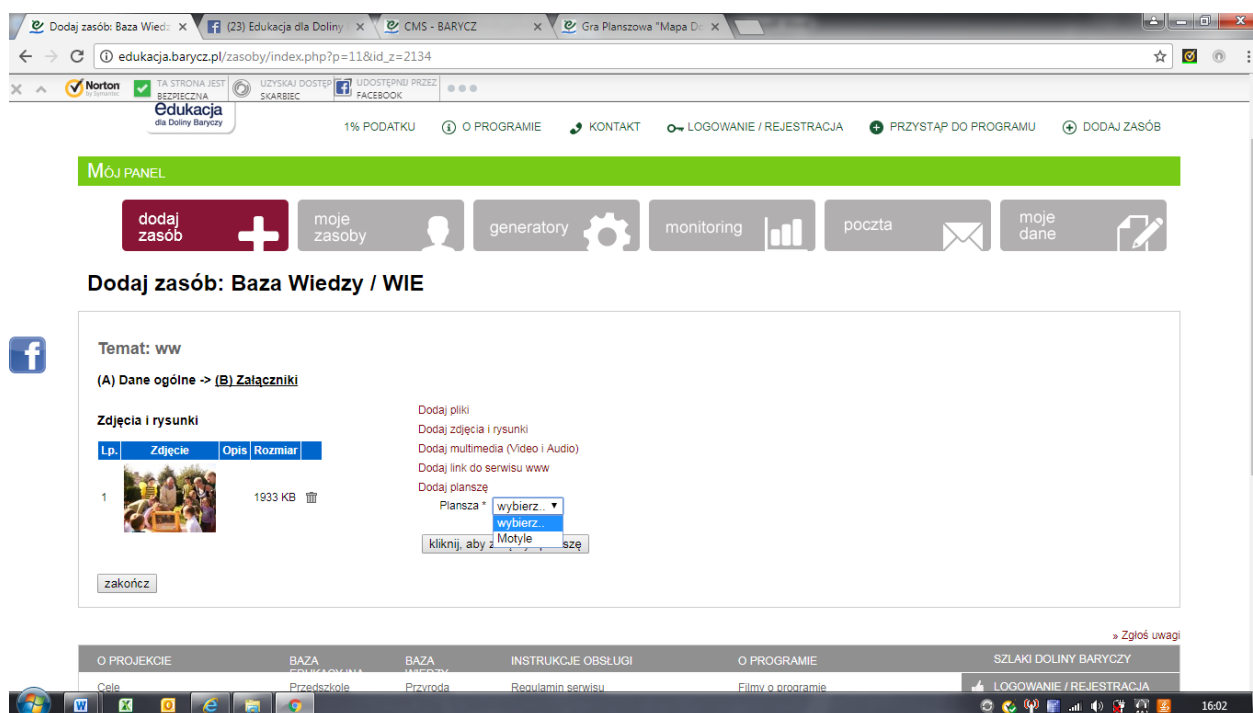 Dodaj zasób: Baza Wiedz
(23) Edukacja dla Doliny
CMS - BARYCZ
Gra Planszowa "Mapa Do
edukacja.barycz.pl/zasoby/index.php?p=11&id_z=2134
Norton
by Symantec
TA STRONA JEST
BEZPIECZNA
UZYSKAJ DOSTĘP
SKARBIEC
UDOSTĘPNIJ PRZEZ
FACEBOOK
edukacja
dla Doliny Baryczy
1% PODATKU
O PROGRAMIE
KONTAKT
LOGOWANIE / REJESTRACJA
PRZYSTĄP DO PROGRAMU
DODAJ ZASÓB
MÓJ PANEL
dodaj
zasób
moje
zasoby
generatory
monitoring
poczta
moje
dane
Dodaj zasób: Baza Wiedzy / WIE
Temat: ww
(A) Dane ogólne -> (B) Załączniki
Zdjęcia i rysunki
Lp. Zdjęcie Opis Rozmiar
1 1933 KB
Dodaj pliki
Dodaj zdjęcia i rysunki
Dodaj multimedia (Video i Audio)
Dodaj link do serwisu www
Dodaj planszę
Plansza * wybierz..
wybierz..
Motyle
kliknij, aby z szę
zakończ
» Zgłoś uwagi
O PROJEKCIE
BAZA
BAZA
INSTRUKCJE OBSŁUGI
O PROGRAMIE
SZLAKI DOLINY BARYCZY
Cele
Przedszkole
Przyroda
Regulamin serwisu
Filmy o programie
LOGOWANIE / REJESTRACJA
16:02